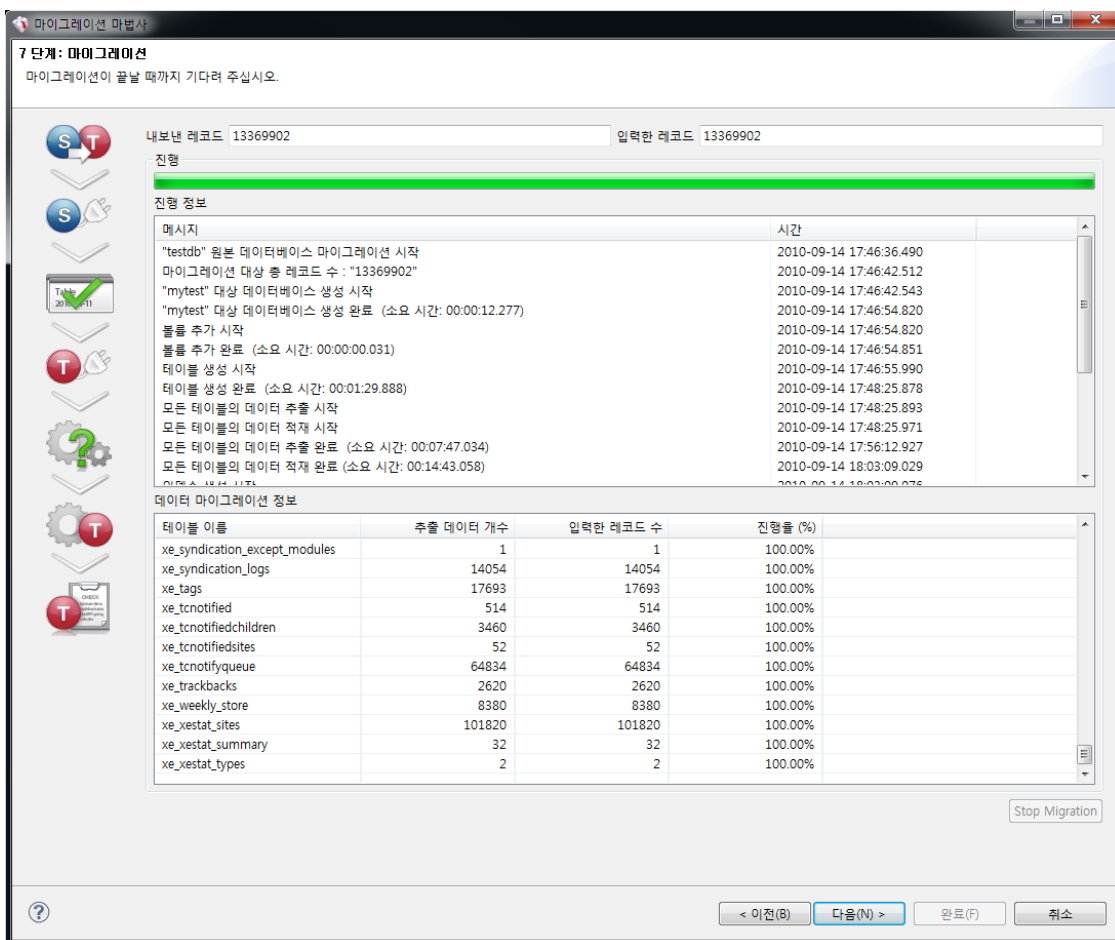 마이그레이션 마법사
7 단계: 마이그레이션
마이그레이션이 끝날 때까지 기다려 주십시오.
내보낸 레코드 13369902 입력한 레코드 13369902
진행
진행 정보
메시지 시간
"testdb" 원본 데이터베이스 마이그레이션 시작 2010-09-14 17:46:36.490
마이그레이션 대상 총 레코드 수 : "13369902" 2010-09-14 17:46:42.512
"mytest" 대상 데이터베이스 생성 시작 2010-09-14 17:46:42.543
"mytest" 대상 데이터베이스 생성 완료 (소요 시간: 00:00:12.277) 2010-09-14 17:46:54.820
볼륨 추가 시작 2010-09-14 17:46:54.820
볼륨 추가 완료 (소요 시간: 00:00:00.031) 2010-09-14 17:46:54.851
테이블 생성 시작 2010-09-14 17:46:55.990
테이블 생성 완료 (소요 시간: 00:01:29.888) 2010-09-14 17:48:25.878
모든 테이블의 데이터 추출 시작 2010-09-14 17:48:25.893
모든 테이블의 데이터 적재 시작 2010-09-14 17:48:25.971
모든 테이블의 데이터 추출 완료 (소요 시간: 00:07:47.034) 2010-09-14 17:56:12.927
모든 테이블의 데이터 적재 완료 (소요 시간: 00:14:43.058) 2010-09-14 18:03:09.029
데이터 마이그레이션 정보
테이블 이름 추출 데이터 개수 입력한 레코드 수 진행율 (%)
xe_syndication_except_modules 1 1 100.00%
xe_syndication_logs 14054 14054 100.00%
xe_tags 17693 17693 100.00%
xe_tcnotified 514 514 100.00%
xe_tcnotifiedchildren 3460 3460 100.00%
xe_tcnotifiedsites 52 52 100.00%
xe_tcnotifyqueue 64834 64834 100.00%
xe_trackbacks 2620 2620 100.00%
xe_weekly_store 8380 8380 100.00%
xe_xestat_sites 101820 101820 100.00%
xe_xestat_summary 32 32 100.00%
xe_xestat_types 2 2 100.00%
Stop Migration
< 이전(B) 다음(N) > 완료(F) 취소